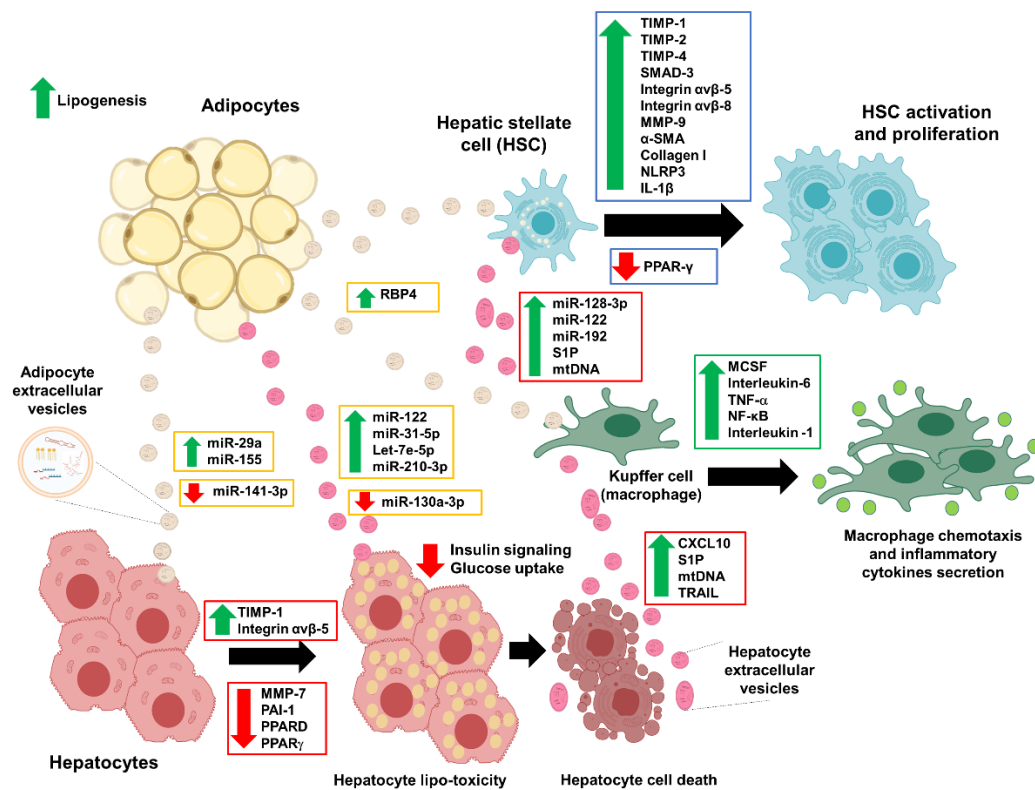 Lipogenesis
Adipocytes
Hepatic stellate
cell (HSC)
TIMP-1
TIMP-2
TIMP-4
SMAD-3
Integrin αvβ-5
Integrin αvβ-8
MMP-9
α-SMA
Collagen I
NLRP3
IL-1β
PPAR-γ
HSC activation
and proliferation
RBP4
miR-128-3p
miR-122
miR-192
S1P
mtDNA
Adipocyte
extracellular
vesicles
miR-29a
miR-155
miR-141-3p
miR-122
miR-31-5p
Let-7e-5p
miR-210-3p
miR-130a-3p
MCSF
Interleukin-6
TNF-α
NF-κB
Interleukin -1
Kupffer cell
(macrophage)
Macrophage chemotaxis
and inflammatory
cytokines secretion
Insulin signaling
Glucose uptake
CXCL10
S1P
mtDNA
TRAIL
TIMP-1
Integrin αvβ-5
MMP-7
PAI-1
PPARD
PPARγ
Hepatocyte
extracellular
vesicles
Hepatocytes
Hepatocyte lipo-toxicity
Hepatocyte cell death